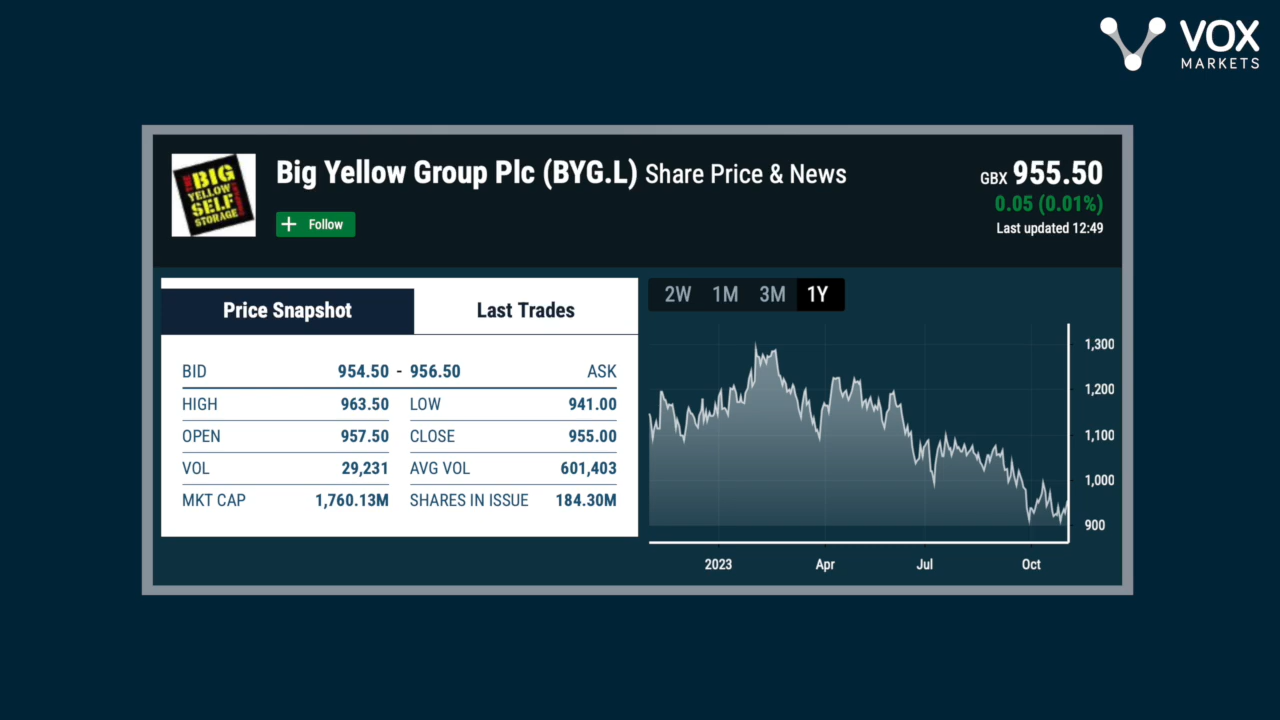 VOX
MARKETS
THE
BIG
YELLOW
SELF
STORAGE
COMPANY
Big Yellow Group Plc (BYG.L) Share Price & News
+ Follow
GBX 955.50
0.05 (0.01%)
Last updated 12:49
Price Snapshot Last Trades
BID 954.50 - 956.50 ASK
HIGH 963.50 LOW 941.00
OPEN 957.50 CLOSE 955.00
VOL 29,231 AVG VOL 601,403
MKT CAP 1,760.13M SHARES IN ISSUE 184.30M
2W 1M 3M 1Y
1,300
1,200
1,100
1,000
900
2023 Apr Jul Oct